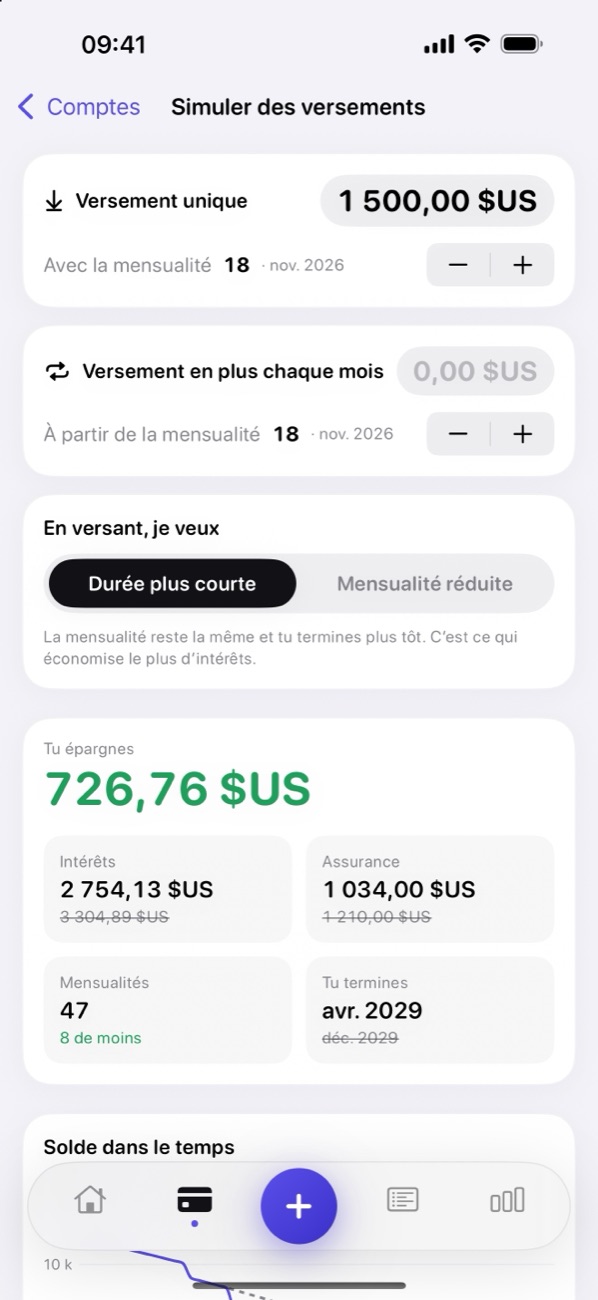 09:41
Comptes Simuler des versements
Versement unique 1 500,00 $US
Avec la mensualité 18 · nov. 2026 − +
Versement en plus chaque mois 0,00 $US
À partir de la mensualité 18 · nov. 2026 − +
En versant, je veux
Durée plus courte Mensualité réduite
La mensualité reste la même et tu termines plus tôt. C’est ce qui
économise le plus d’intérêts.
Tu épargnes
726,76 $US
Intérêts Assurance
2 754,13 $US 1 034,00 $US
3 304,89 $US 1 210,00 $US
Mensualités Tu termines
47 avr. 2029
8 de moins déc. 2029
Solde dans le temps
+
10 k